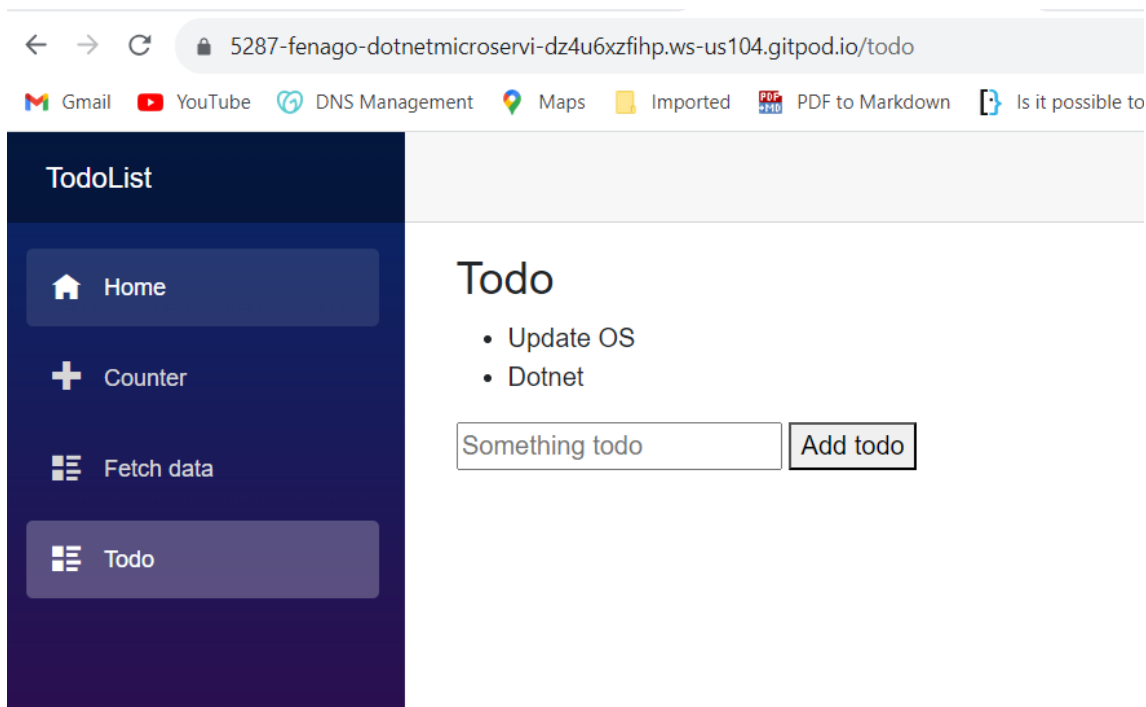 5287-fenago-dotnetmicroservi-dz4u6xzfihp.ws-us104.gitpod.io/todo
Gmail YouTube DNS Management Maps Imported PDF to Markdown Is it possible to
TodoList
Home
Counter
Fetch data
Todo
Todo
Update OS
Dotnet
Something todo Add todo